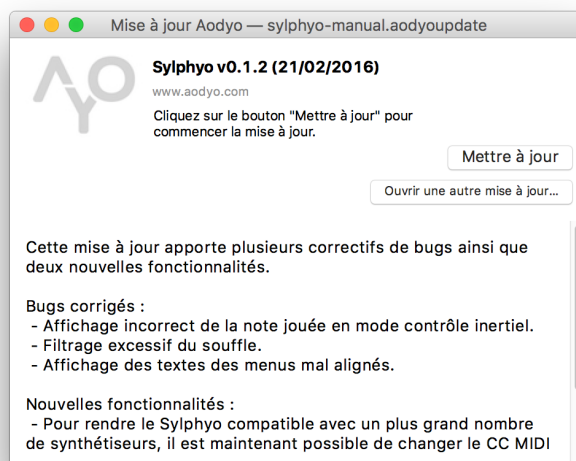 Mise à jour Aodyo — sylphyo-manual.aodyoupdate
AOYO
Sylphyo v0.1.2 (21/02/2016)
www.aodyo.com
Cliquez sur le bouton "Mettre à jour" pour
commencer la mise à jour.
Mettre à jour
Ouvrir une autre mise à jour...
Cette mise à jour apporte plusieurs correctifs de bugs ainsi que
deux nouvelles fonctionnalités.
Bugs corrigés :
- Affichage incorrect de la note jouée en mode contrôle inertiel.
- Filtrage excessif du souffle.
- Affichage des textes des menus mal alignés.
Nouvelles fonctionnalités :
- Pour rendre le Sylphyo compatible avec un plus grand nombre
de synthétiseurs, il est maintenant possible de changer le CC MIDI